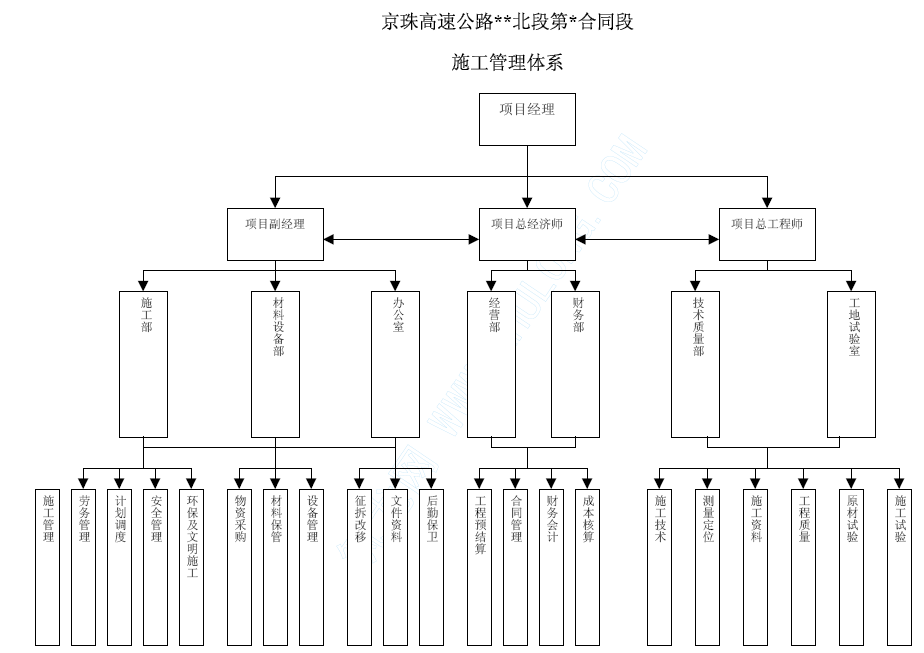 京珠高速公路**北段第*合同段
施工管理体系
项目经理
项目副经理
项目总经济师
项目总工程师
施工部
材料设备部
办公室
经营部
财务部
技术质量部
工地试验室
施工管理
劳务管理
计划调度
安全管理
环保及文明施工
物资采购
材料保管
设备管理
征拆改移
文件资料
后勤保卫
工程预结算
合同管理
财务会计
成本核算
施工技术
测量定位
施工资料
工程质量
原材试验
施工试验